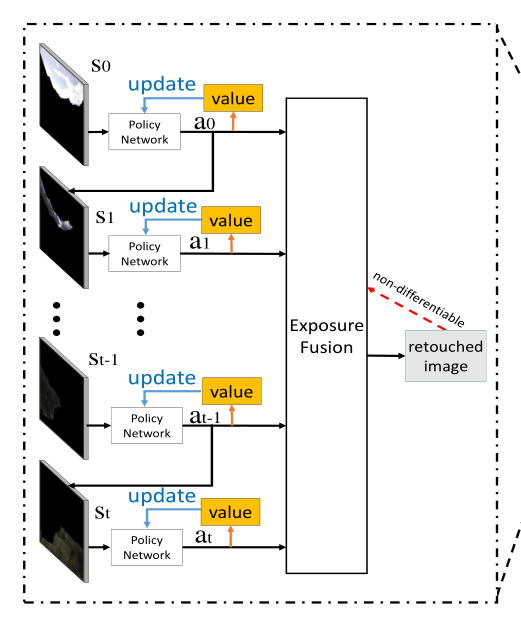 S0
update
value
Policy
Network
a0
S1
update
value
Policy
Network
a1
non-differentiable
Exposure
Fusion
retouched
image
St-1
update
value
Policy
Network
at-1
St
update
value
Policy
Network
at